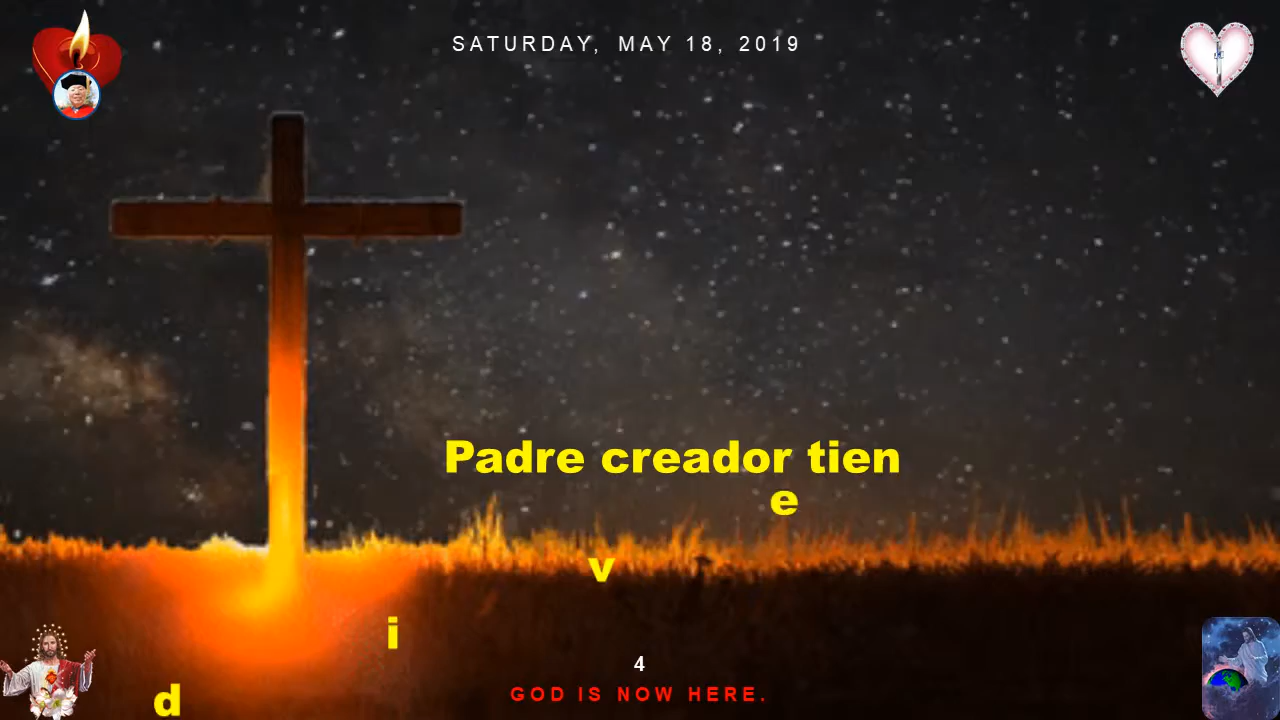 SATURDAY, MAY 18, 2019
Padre creador tien
e
v
i
d
4
GOD IS NOW HERE.